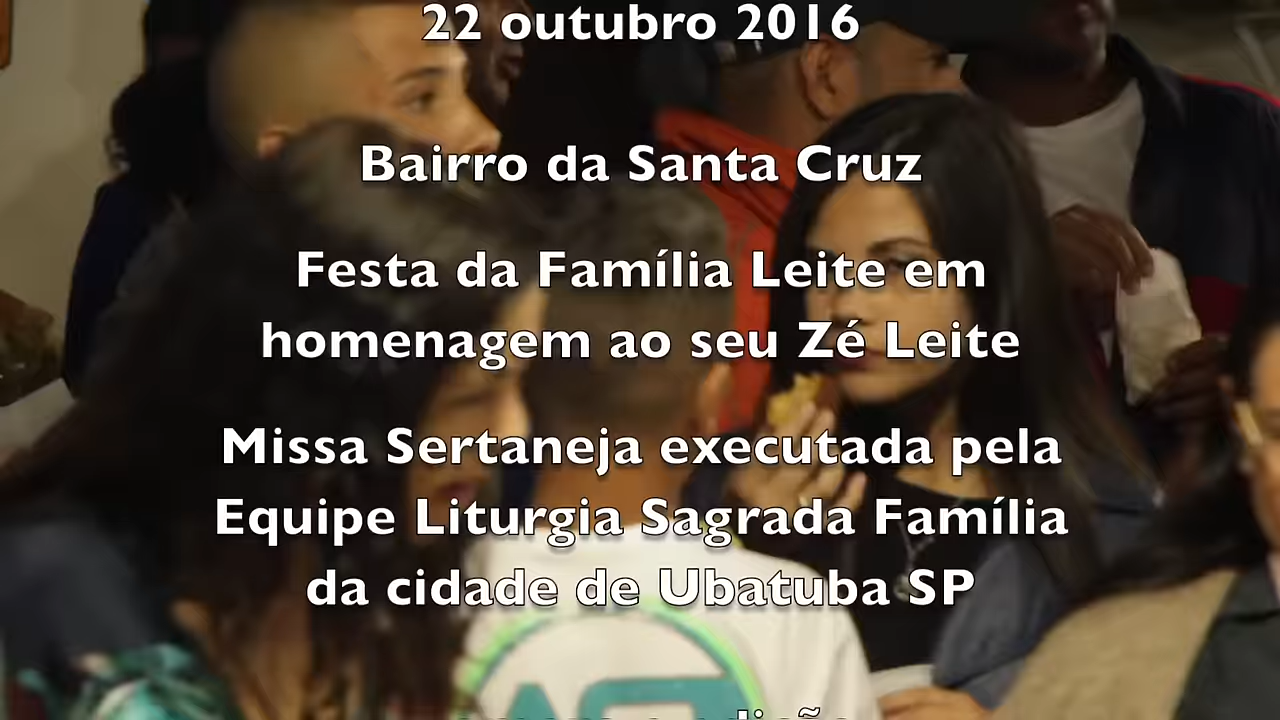 22 outubro 2016
Bairro da Santa Cruz
Festa da Família Leite em
homenagem ao seu Zé Leite
Missa Sertaneja executada pela
Equipe Liturgia Sagrada Família
da cidade de Ubatuba SP